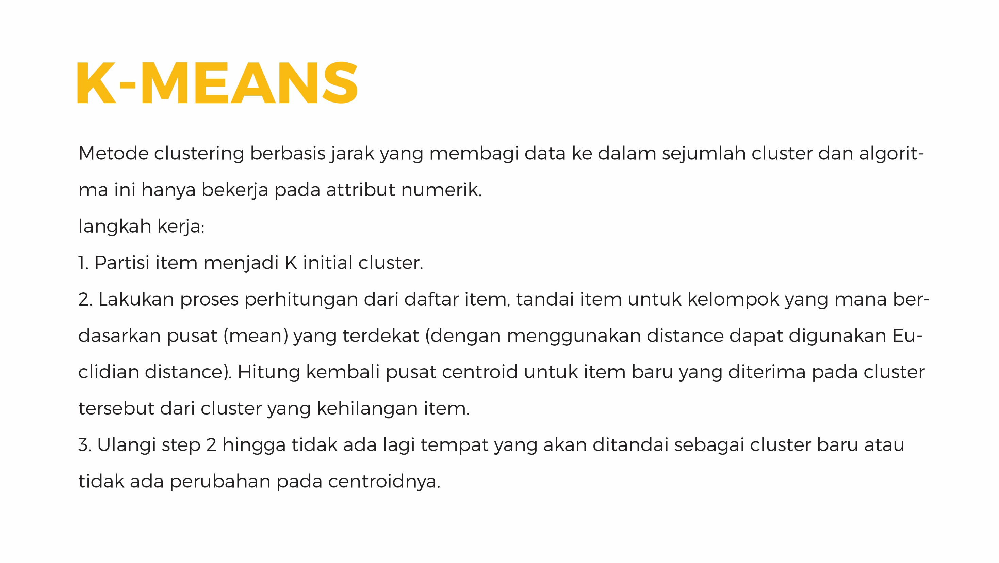 K-MEANS
Metode clustering berbasis jarak yang membagi data ke dalam sejumlah cluster dan algorit-
ma ini hanya bekerja pada attribut numerik.
langkah kerja:
1. Partisi item menjadi K initial cluster.
2. Lakukan proses perhitungan dari daftar item, tandai item untuk kelompok yang mana ber-
dasarkan pusat (mean) yang terdekat (dengan menggunakan distance dapat digunakan Eu-
clidian distance). Hitung kembali pusat centroid untuk item baru yang diterima pada cluster
tersebut dari cluster yang kehilangan item.
3. Ulangi step 2 hingga tidak ada lagi tempat yang akan ditandai sebagai cluster baru atau
tidak ada perubahan pada centroidnya.